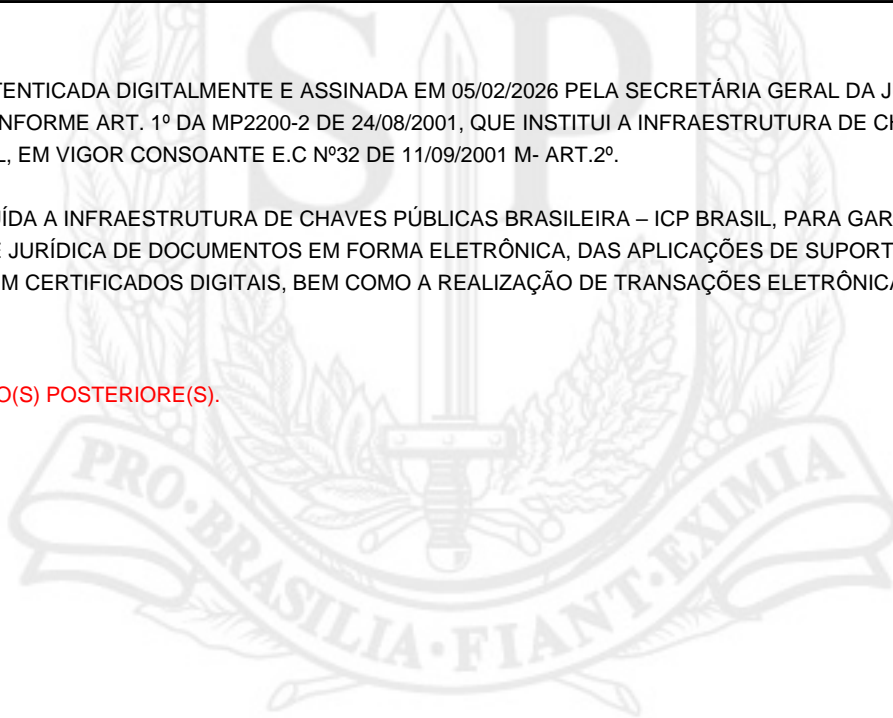 TENTICADA DIGITALMENTE E ASSINADA EM 05/02/2026 PELA SECRETÁRIA GERAL DA J
NFORME ART. 1º DA MP2200-2 DE 24/08/2001, QUE INSTITUI A INFRAESTRUTURA DE C
L, EM VIGOR CONSOANTE E.C Nº32 DE 11/09/2001 M- ART.2º.
UÍDA A INFRAESTRUTURA DE CHAVES PÚBLICAS BRASILEIRA – ICP BRASIL, PARA GAR
E JURÍDICA DE DOCUMENTOS EM FORMA ELETRÔNICA, DAS APLICAÇÕES DE SUPORT
M CERTIFICADOS DIGITAIS, BEM COMO A REALIZAÇÃO DE TRANSAÇÕES ELETRÔNICA
O(S) POSTERIORE(S).
SP
PRO·BRASILIA·FIANT·EXIMIA